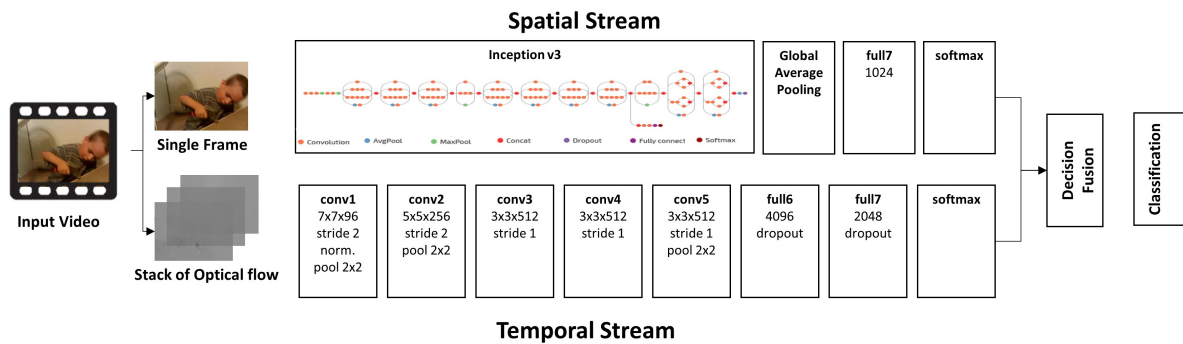 Spatial Stream
Inception v3
Convolution
AvgPool
MaxPool
Concat
Dropout
Fully connect
Softmax
Global
Average
Pooling
full7
1024
softmax
Single Frame
Input Video
Stack of Optical flow
conv1
7x7x96
stride 2
norm.
pool 2x2
conv2
5x5x256
stride 2
pool 2x2
conv3
3x3x512
stride 1
conv4
3x3x512
stride 1
conv5
3x3x512
stride 1
pool 2x2
full6
4096
dropout
full7
2048
dropout
softmax
Decision
Fusion
Classification
Temporal Stream